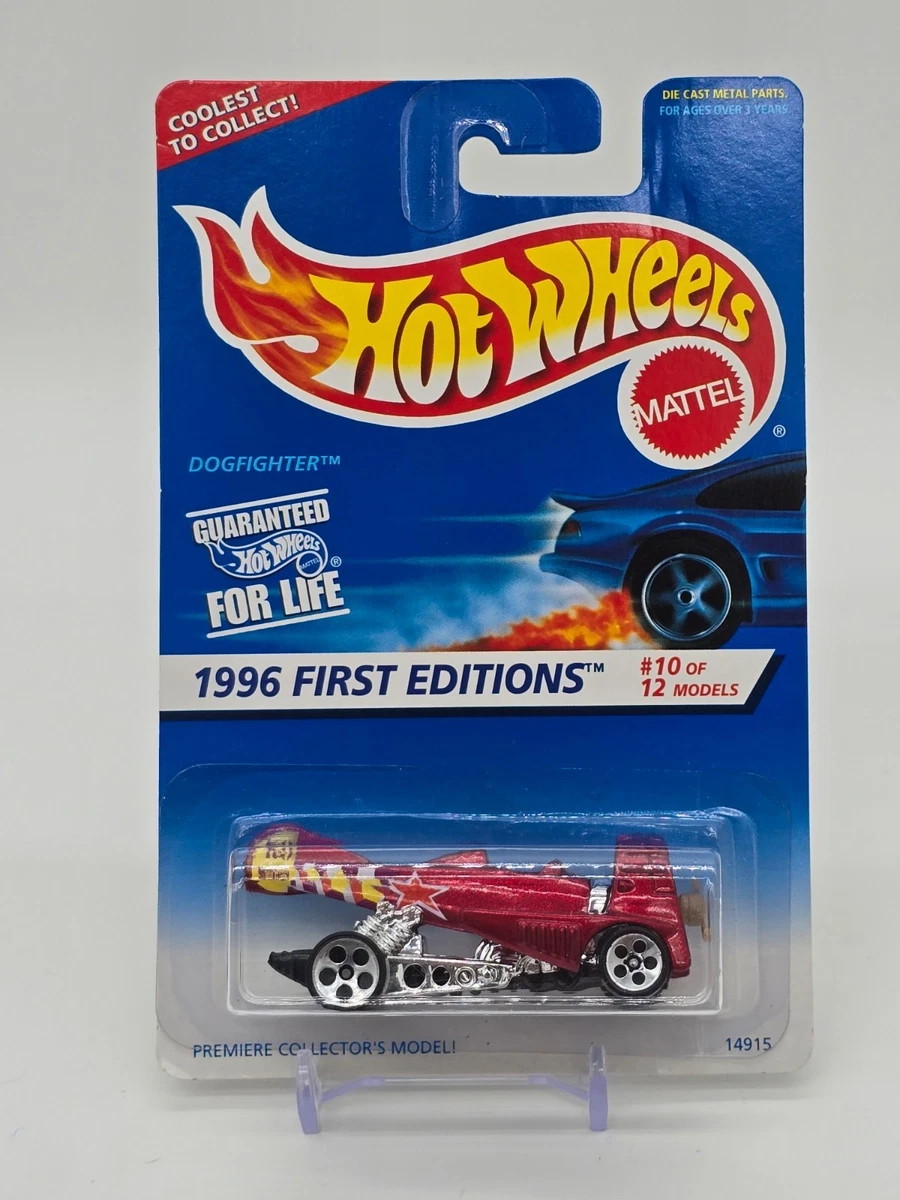 COOLEST
TO COLLECT!
DIE CAST METAL PARTS.
FOR AGES OVER 3 YEARS
HOT WHEELS
MATTEL
®
DOGFIGHTER™
GUARANTEED
HOT WHEELS
MATTEL
®
FOR LIFE
1996 FIRST EDITIONS™
#10 OF
12 MODELS
PREMIERE COLLECTOR'S MODEL!
14915